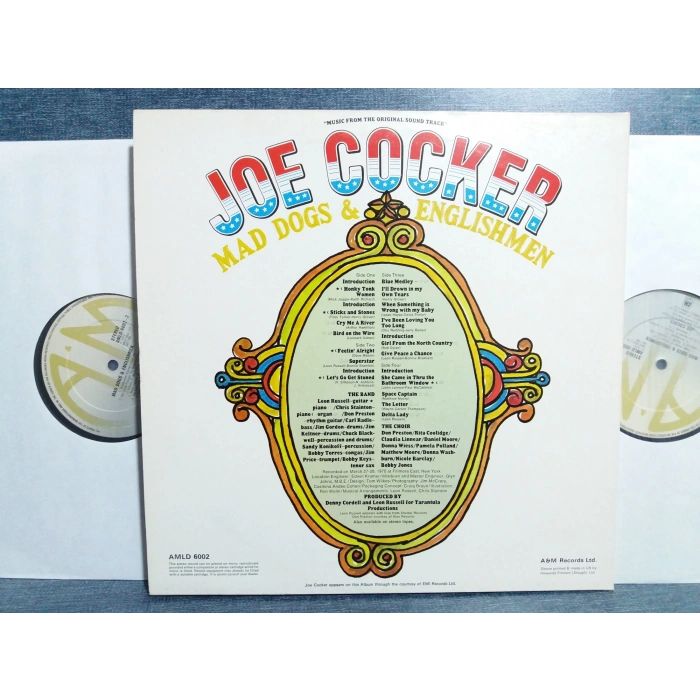 "MUSIC FROM THE ORIGINAL SOUND TRACK"
JOE COCKER
MAD DOGS & ENGLISHMEN
Side One
Introduction
Honky Tonk
Women
Introduction
Sticks and Stones
Cry Me A River
Bird on the Wire
Side Two
Feelin' Alright
Superstar
Introduction
Let's Go Get Stoned
THE BAND
Leon Russell-guitar +
piano /Chris Stainton-
piano organ /Don Preston
-rhythm guitar/Carl Radle-
bass/Jim Gordon-drums/Jim
Keltner-drums/Chuck Black-
well-percussion and drums/
Sandy Konikoff-percussion/
Bobby Torres-congas/Jim
Price-trumpet/Bobby Keys-
tenor sax
Side Three
Blue Medley
I'll Drown in my
Own Tears
When Something is
Wrong with my Baby
I've Been Loving You
Too Long
Introduction
Girl From the North Country
Give Peace a Chance
Side Four
Introduction
She Came in Thru the
Bathroom Window
Space Captain
The Letter
Delta Lady
THE CHOIR
Don Preston/Rita Coolidge/
Claudia Linnear/Daniel Moore/
Donna Weiss/Pamela Polland/
Matthew Moore/Donna Wash-
burn/Nicole Barclay/
Bobby Jones
PRODUCED BY
Denny Cordell and Leon Russell for Tarantula
Productions
Also available on stereo tapes.
AMLD 6002
A&M Records Ltd.
Joe Cocker appears on this Album through the courtesy of EMI Records Ltd.
A&M